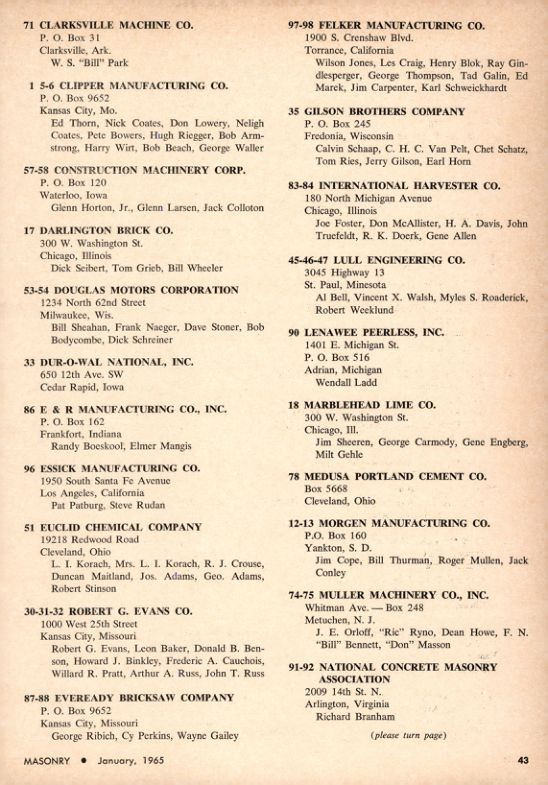 71 CLARKSVILLE MACHINE CO.
P. O. Box 31
Clarksville, Ark.
W. S. "Bill" Park
1 5-6 CLIPPER MANUFACTURING CO.
P. O. Box 9652
Kansas City, Mo.
Ed Thorn, Nick Coates, Don Lowery, Neligh
Coates, Pete Bowers, Hugh Riegger, Bob Arm-
strong, Harry Wirt, Bob Beach, George Waller
57-58 CONSTRUCTION MACHINERY CORP.
P. O. Box 120
Waterloo, Iowa
Glenn Horton, Jr., Glenn Larsen, Jack Colloton
17 DARLINGTON BRICK CO.
300 W. Washington St.
Chicago, Illinois
Dick Seibert, Tom Grieb, Bill Wheeler
53-54 DOUGLAS MOTORS CORPORATION
1234 North 62nd Street
Milwaukee, Wis.
Bill Sheahan, Frank Naeger, Dave Stoner, Bob
Bodycombe, Dick Schreiner
33 DUR-O-WAL NATIONAL, INC.
650 12th Ave. SW
Cedar Rapid, Iowa
86 E & R MANUFACTURING CO., INC.
P. O. Box 162
Frankfort, Indiana
Randy Boeskool, Elmer Mangis
96 ESSICK MANUFACTURING CO.
1950 South Santa Fe Avenue
Los Angeles, California
Pat Patburg, Steve Rudan
51 EUCLID CHEMICAL COMPANY
19218 Redwood Road
Cleveland, Ohio
L. I. Korach, Mrs. L. I. Korach, R. J. Crouse,
Duncan Maitland, Jos. Adams, Geo. Adams,
Robert Stinson
30-31-32 ROBERT G. EVANS CO.
1000 West 25th Street
Kansas City, Missouri
Robert G. Evans, Leon Baker, Donald B. Ben-
son, Howard J. Binkley, Frederic A. Cauchois,
Willard R. Pratt, Arthur A. Russ, John T. Russ
87-88 EVEREADY BRICKSAW COMPANY
P. O. Box 9652
Kansas City, Missouri
George Ribich, Cy Perkins, Wayne Gailey
97-98 FELKER MANUFACTURING CO.
1900 S. Crenshaw Blvd.
Torrance, California
Wilson Jones, Les Craig, Henry Blok, Ray Gin-
dlesperger, George Thompson, Tad Galin, Ed
Marek, Jim Carpenter, Karl Schweickhardt
35 GILSON BROTHERS COMPANY
P. O. Box 245
Fredonia, Wisconsin
Calvin Schaap, C. H. C. Van Pelt, Chet Schatz,
Tom Ries, Jerry Gilson, Earl Horn
83-84 INTERNATIONAL HARVESTER CO.
180 North Michigan Avenue
Chicago, Illinois
Joe Foster, Don McAllister, H. A. Davis, John
Truefeldt, R. K. Doerk, Gene Allen
45-46-47 LULL ENGINEERING CO.
3045 Highway 13
St. Paul, Minesota
Al Bell, Vincent X. Walsh, Myles S. Roaderick,
Robert Weeklund
90 LENAWEE PEERLESS, INC.
1401 E. Michigan St.
P. O. Box 516
Adrian, Michigan
Wendall Ladd
18 MARBLEHEAD LIME CO.
300 W. Washington St.
Chicago, Ill.
Jim Sheeren, George Carmody, Gene Engberg,
Milt Gehle
78 MEDUSA PORTLAND CEMENT CO.
Box 5668
Cleveland, Ohio
12-13 MORGEN MANUFACTURING CO.
P.O. Box 160
Yankton, S. D.
Jim Cope, Bill Thurman, Roger Mullen, Jack
Conley
74-75 MULLER MACHINERY CO., INC.
Whitman Ave. — Box 248
Metuchen, N. J.
J. E. Orloff, "Ric" Ryno, Dean Howe, F. N.
"Bill" Bennett, "Don" Masson
91-92 NATIONAL CONCRETE MASONRY
ASSOCIATION
2009 14th St. N.
Arlington, Virginia
Richard Branham
(please turn page)
MASONRY ● January, 1965
43